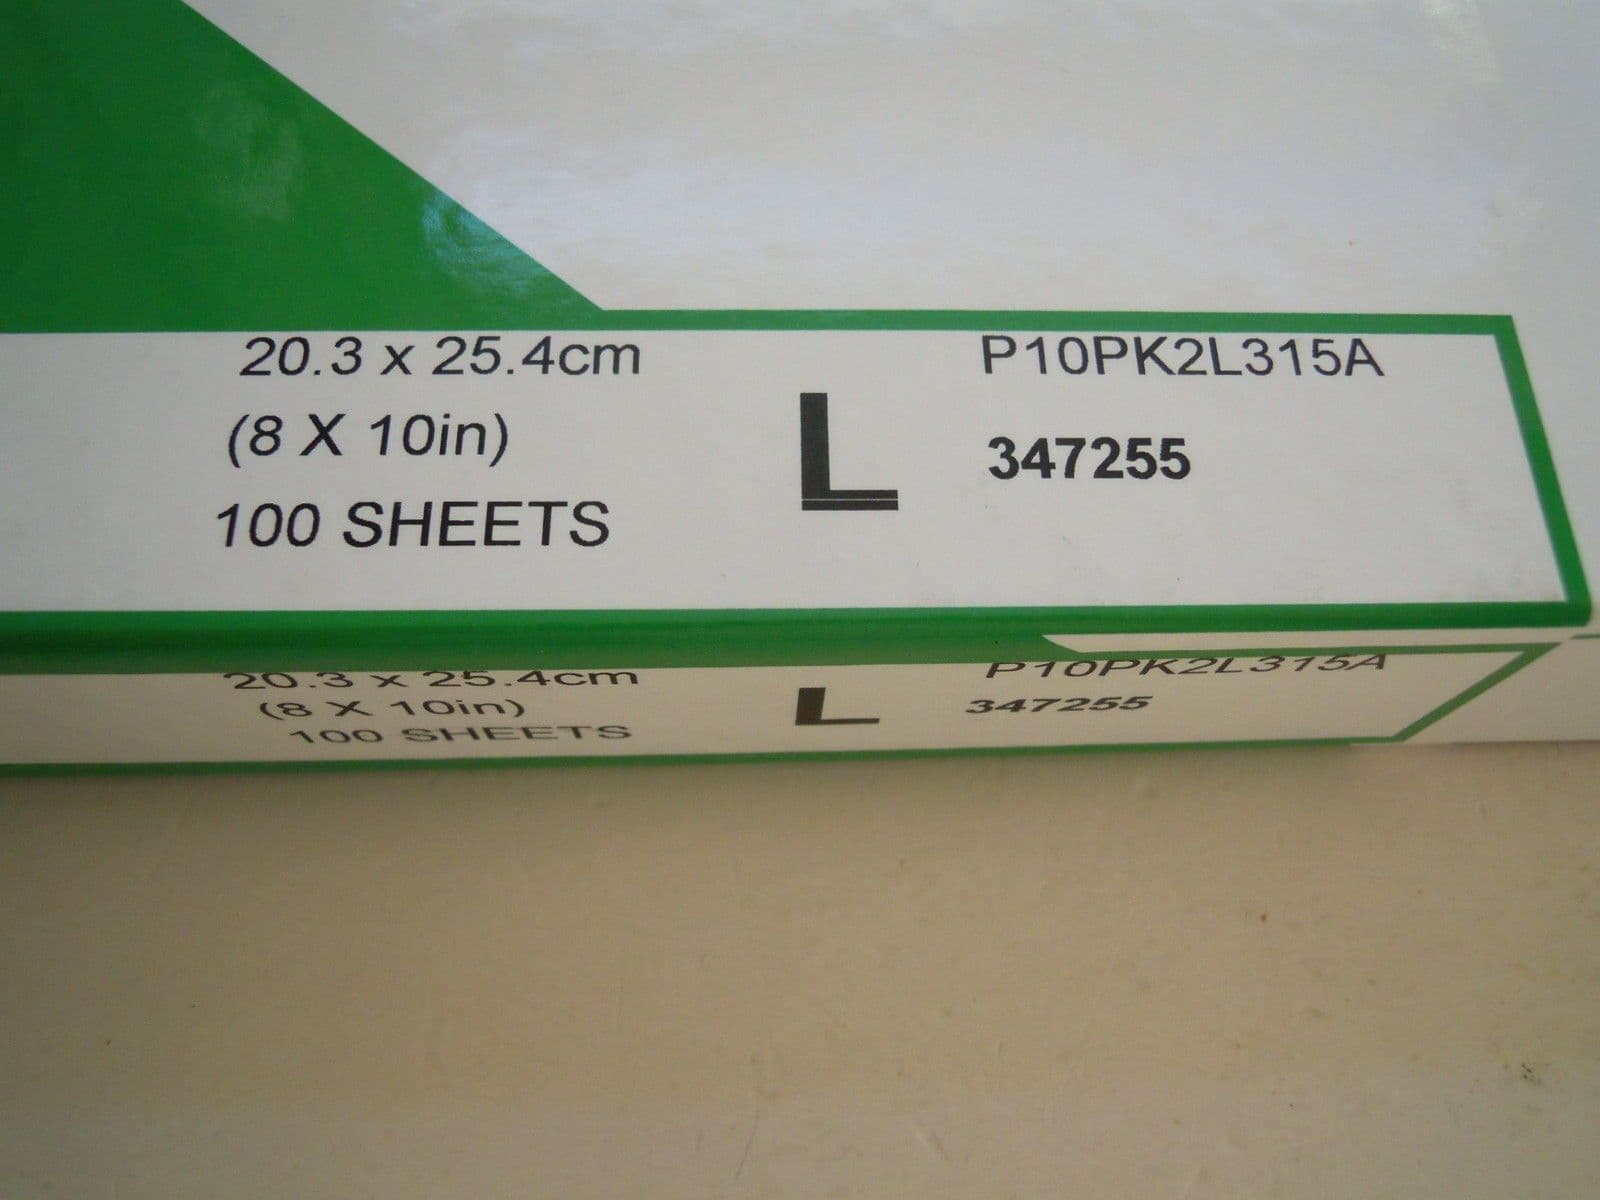 20.3 x 25.4cm
(8 X 10in)
100 SHEETS
L
P10PK2L315A
347255
20.3 x 25.4cm
(8 X 10in)
100 SHEETS
L
P10PK2L315A
347255